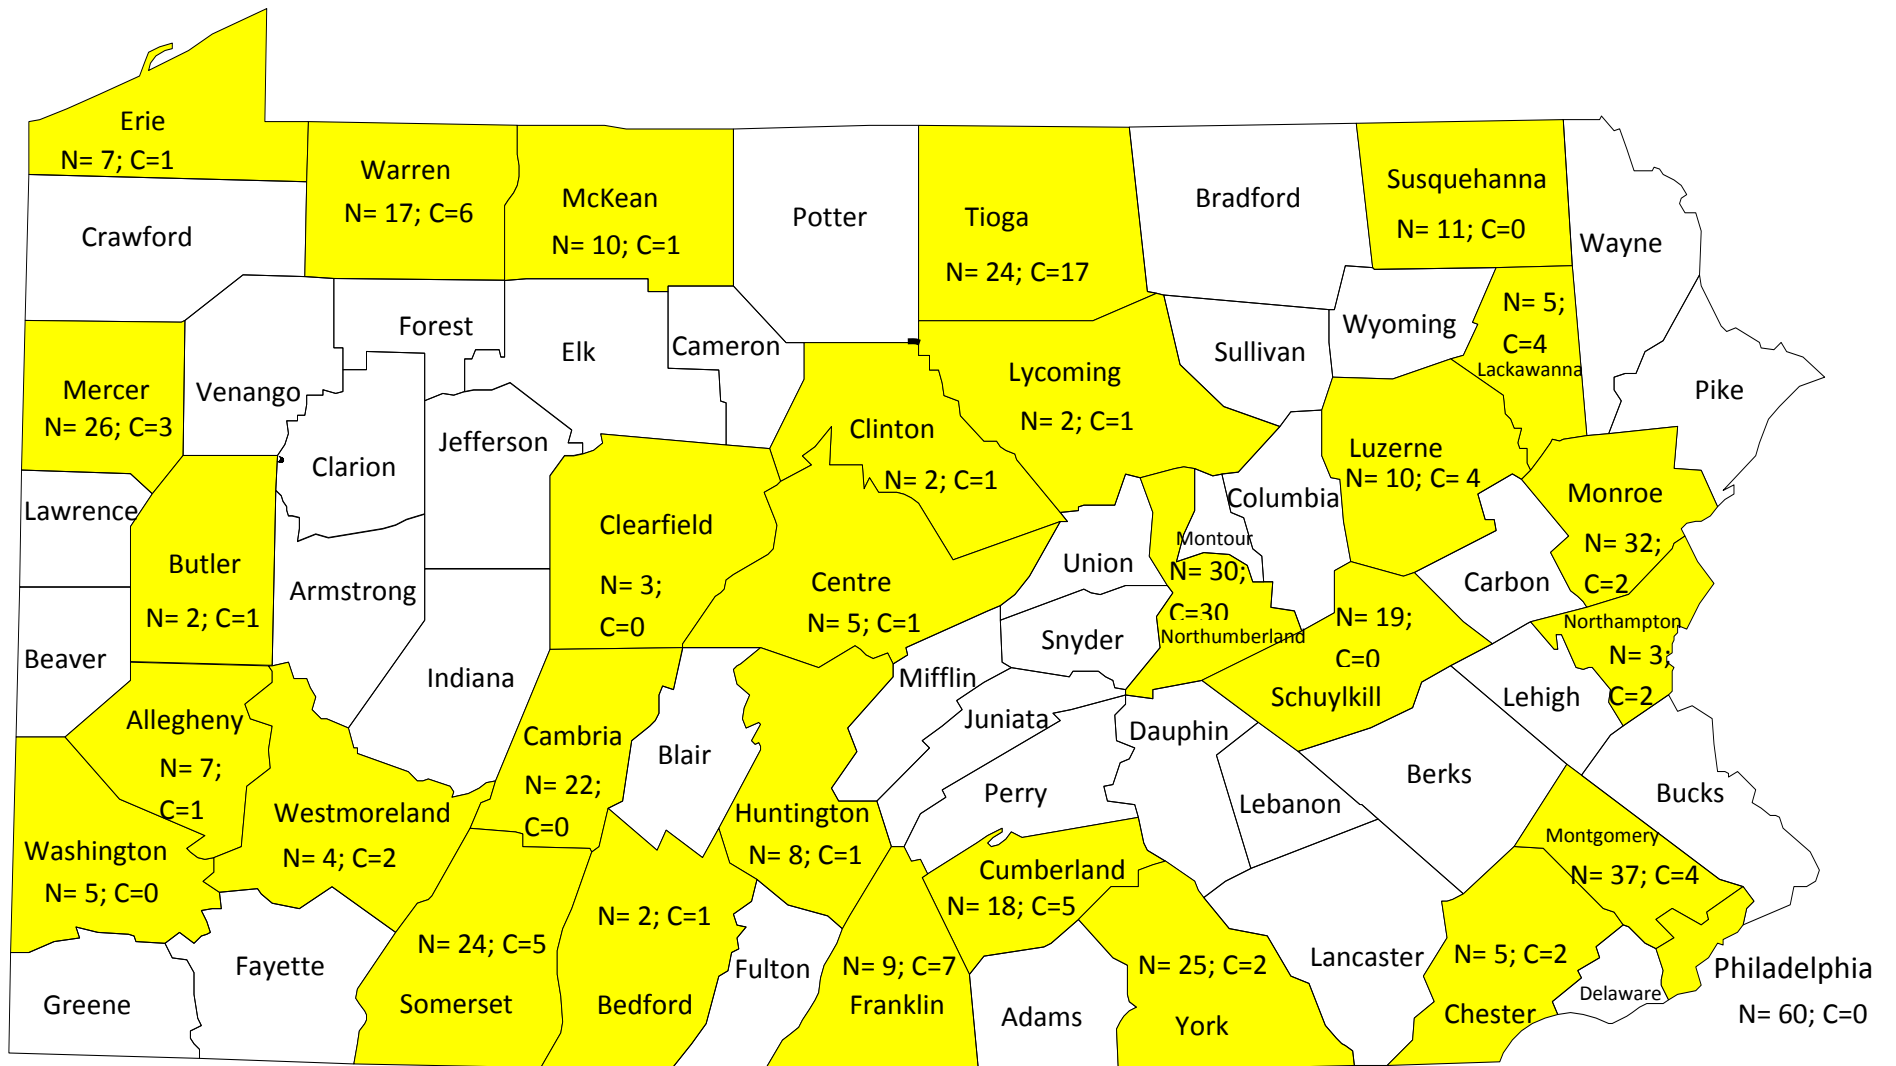 Erie
N= 7; C=1
Warren
N= 17; C=6
McKean
N= 10; C=1
Potter
Tioga
N= 24; C=17
Bradford
Susquehanna
N= 11; C=0
Wayne
Crawford
Forest
Elk
Cameron
Sullivan
Wyoming
N= 5;
C=4
Lackawanna
Pike
Mercer
N= 26; C=3
Venango
Clarion
Jefferson
Clinton
N= 2; C=1
Lycoming
N= 2; C=1
Columbia
Luzerne
N= 10; C= 4
Monroe
N= 32;
C=2
Lawrence
Butler
N= 2; C=1
Armstrong
Clearfield
N= 3;
C=0
Centre
N= 5; C=1
Union
Montour
N= 30;
C=30
Northumberland
Carbon
Northampton
N= 3;
C=2
Beaver
Indiana
Snyder
Mifflin
Juniata
N= 19;
C=0
Schuylkill
Lehigh
Allegheny
N= 7;
C=1
Westmoreland
N= 4; C=2
Cambria
N= 22;
C=0
Blair
Huntington
N= 8; C=1
Perry
Dauphin
Lebanon
Berks
Bucks
Montgomery
N= 37; C=4
Washington
N= 5; C=0
Cumberland
N= 18; C=5
Greene
Fayette
N= 24; C=5
Somerset
N= 2; C=1
Bedford
Fulton
N= 9; C=7
Franklin
Adams
N= 25; C=2
York
Lancaster
N= 5; C=2
Chester
Delaware
Philadelphia
N= 60; C=0